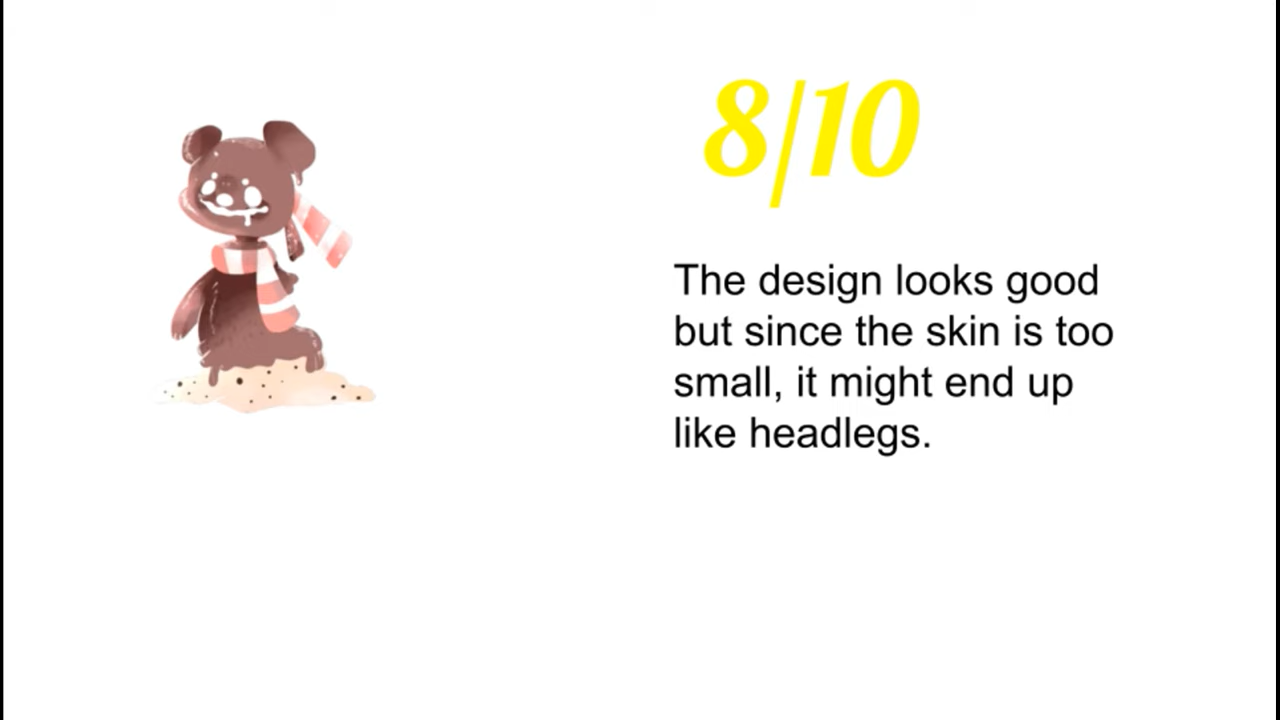 8/10
The design looks good
but since the skin is too
small, it might end up
like headlegs.